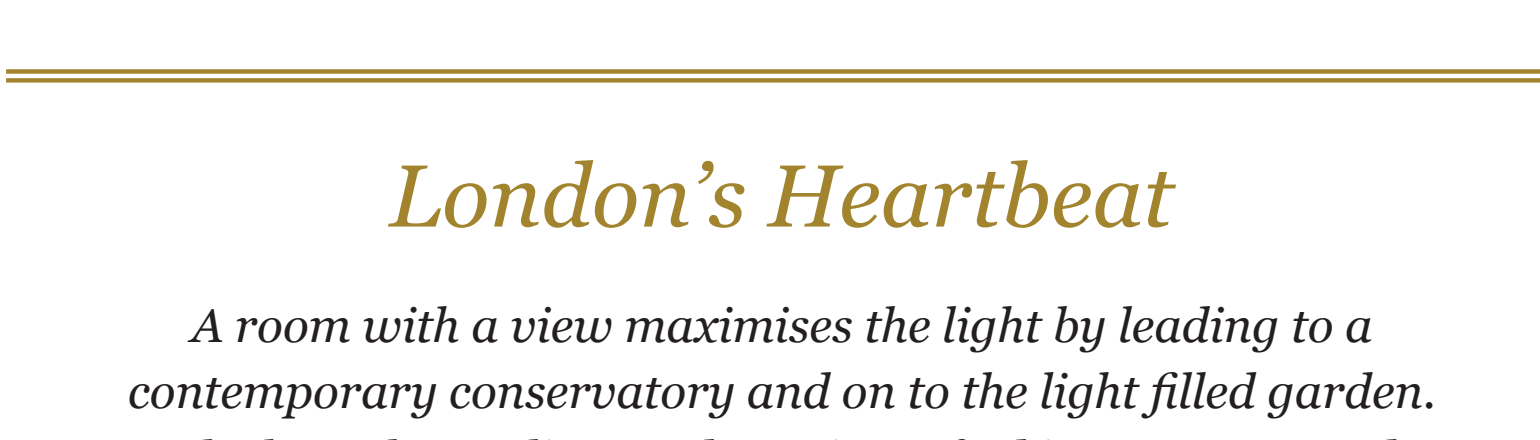 London’s Heartbeat
A room with a view maximises the light by leading to a
contemporary conservatory and on to the light filled garden.